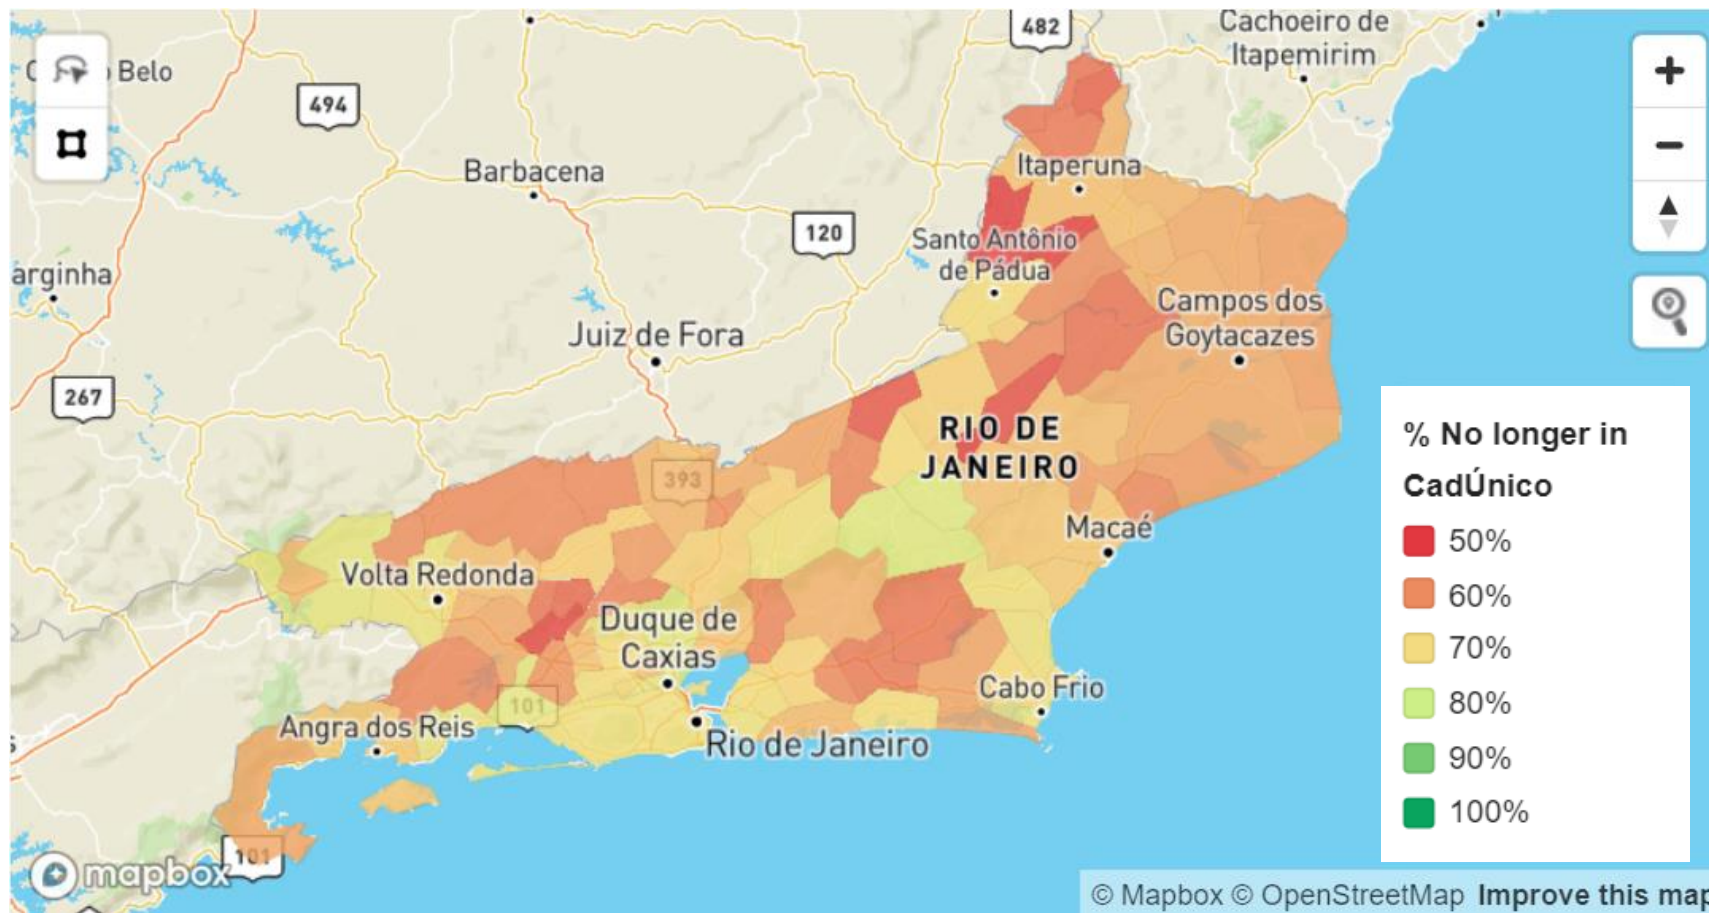 482
Cachoeiro de
Itapemirim
Belo
494
Itaperuna
Barbacena
120
Santo Antônio
de Pádua
arginha
Campos dos
Goytacazes
Juiz de Fora
267
RIO DE
JANEIRO
% No longer in
CadÚnico
50%
60%
70%
80%
90%
100%
393
Macaé
Volta Redonda
Duque de
Caxias
Cabo Frio
101
Angra dos Reis
Rio de Janeiro
101
mapbox
© Mapbox © OpenStreetMap Improve this map